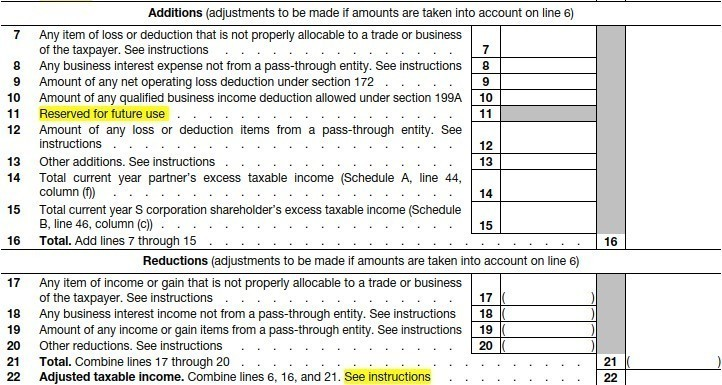 Additions (adjustments to be made if amounts are taken into account on line 6)
7 Any item of loss or deduction that is not properly allocable to a trade or business
of the taxpayer. See instructions . . . . . . . . . . . . . . . 7
8 Any business interest expense not from a pass-through entity. See instructions 8
9 Amount of any net operating loss deduction under section 172 . . . . . 9
10 Amount of any qualified business income deduction allowed under section 199A 10
11 Reserved for future use . . . . . . . . . . . . . . . . . . 11
12 Amount of any loss or deduction items from a pass-through entity. See
instructions . . . . . . . . . . . . . . . . . . . . . . 12
13 Other additions. See instructions . . . . . . . . . . . . . . . 13
14 Total current year partner's excess taxable income (Schedule A, line 44,
column (f)) . . . . . . . . . . . . . . . . . . . . . . 14
15 Total current year S corporation shareholder's excess taxable income (Schedule
B, line 46, column (c)) . . . . . . . . . . . . . . . . . . . 15
16 Total. Add lines 7 through 15 . . . . . . . . . . . . . . . . . . . . . . . . 16
Reductions (adjustments to be made if amounts are taken into account on line 6)
17 Any item of income or gain that is not properly allocable to a trade or business
of the taxpayer. See instructions . . . . . . . . . . . . . . . 17 ( )
18 Any business interest income not from a pass-through entity. See instructions 18 ( )
19 Amount of any income or gain items from a pass-through entity. See instructions 19 ( )
20 Other reductions. See instructions . . . . . . . . . . . . . . 20 ( )
21 Total. Combine lines 17 through 20 . . . . . . . . . . . . . . . . . . . . . . 21 ( )
22 Adjusted taxable income. Combine lines 6, 16, and 21. See instructions . . . . . . . . . 22